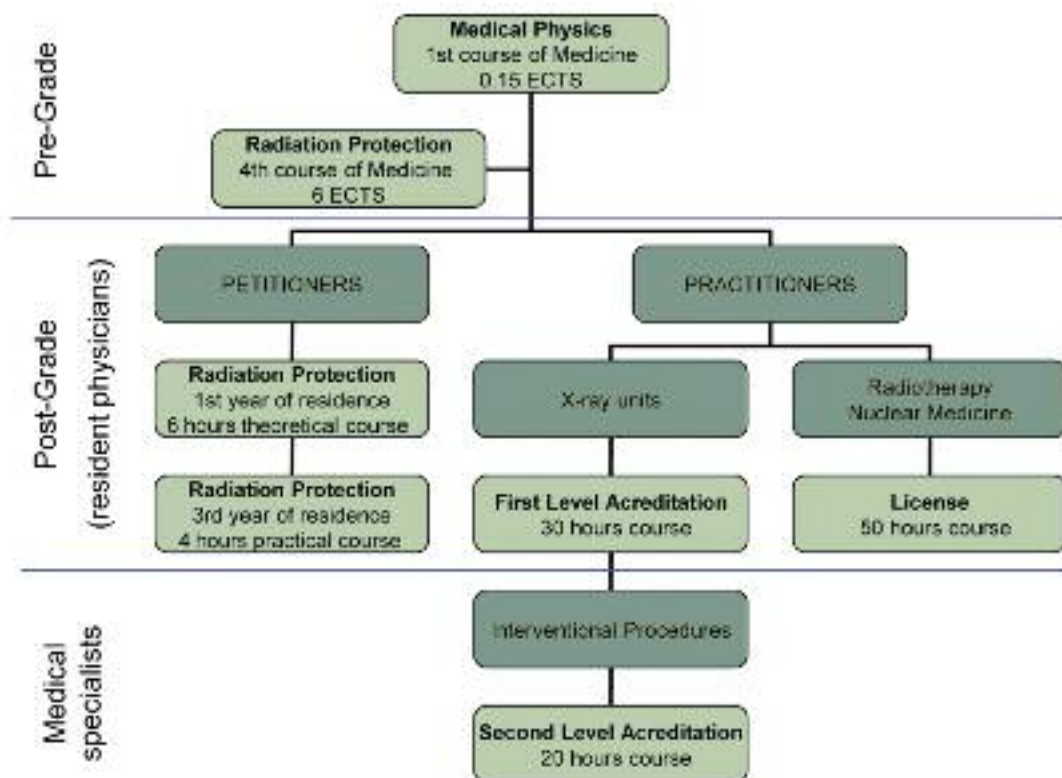 Pre-Grade
Medical Physics
1st course of Medicine
0.15 ECTS
Radiation Protection
4th course of Medicine
6 ECTS
Post-Grade
(resident physicians)
PETITIONERS
PRACTITIONERS
Radiation Protection
1st year of residence
6 hours theoretical course
X-ray units
Radiotherapy
Nuclear Medicine
Radiation Protection
3rd year of residence
4 hours practical course
First Level Acreditation
30 hours course
License
50 hours course
Medical
specialists
Interventional Procedures
Second Level Acreditation
20 hours course